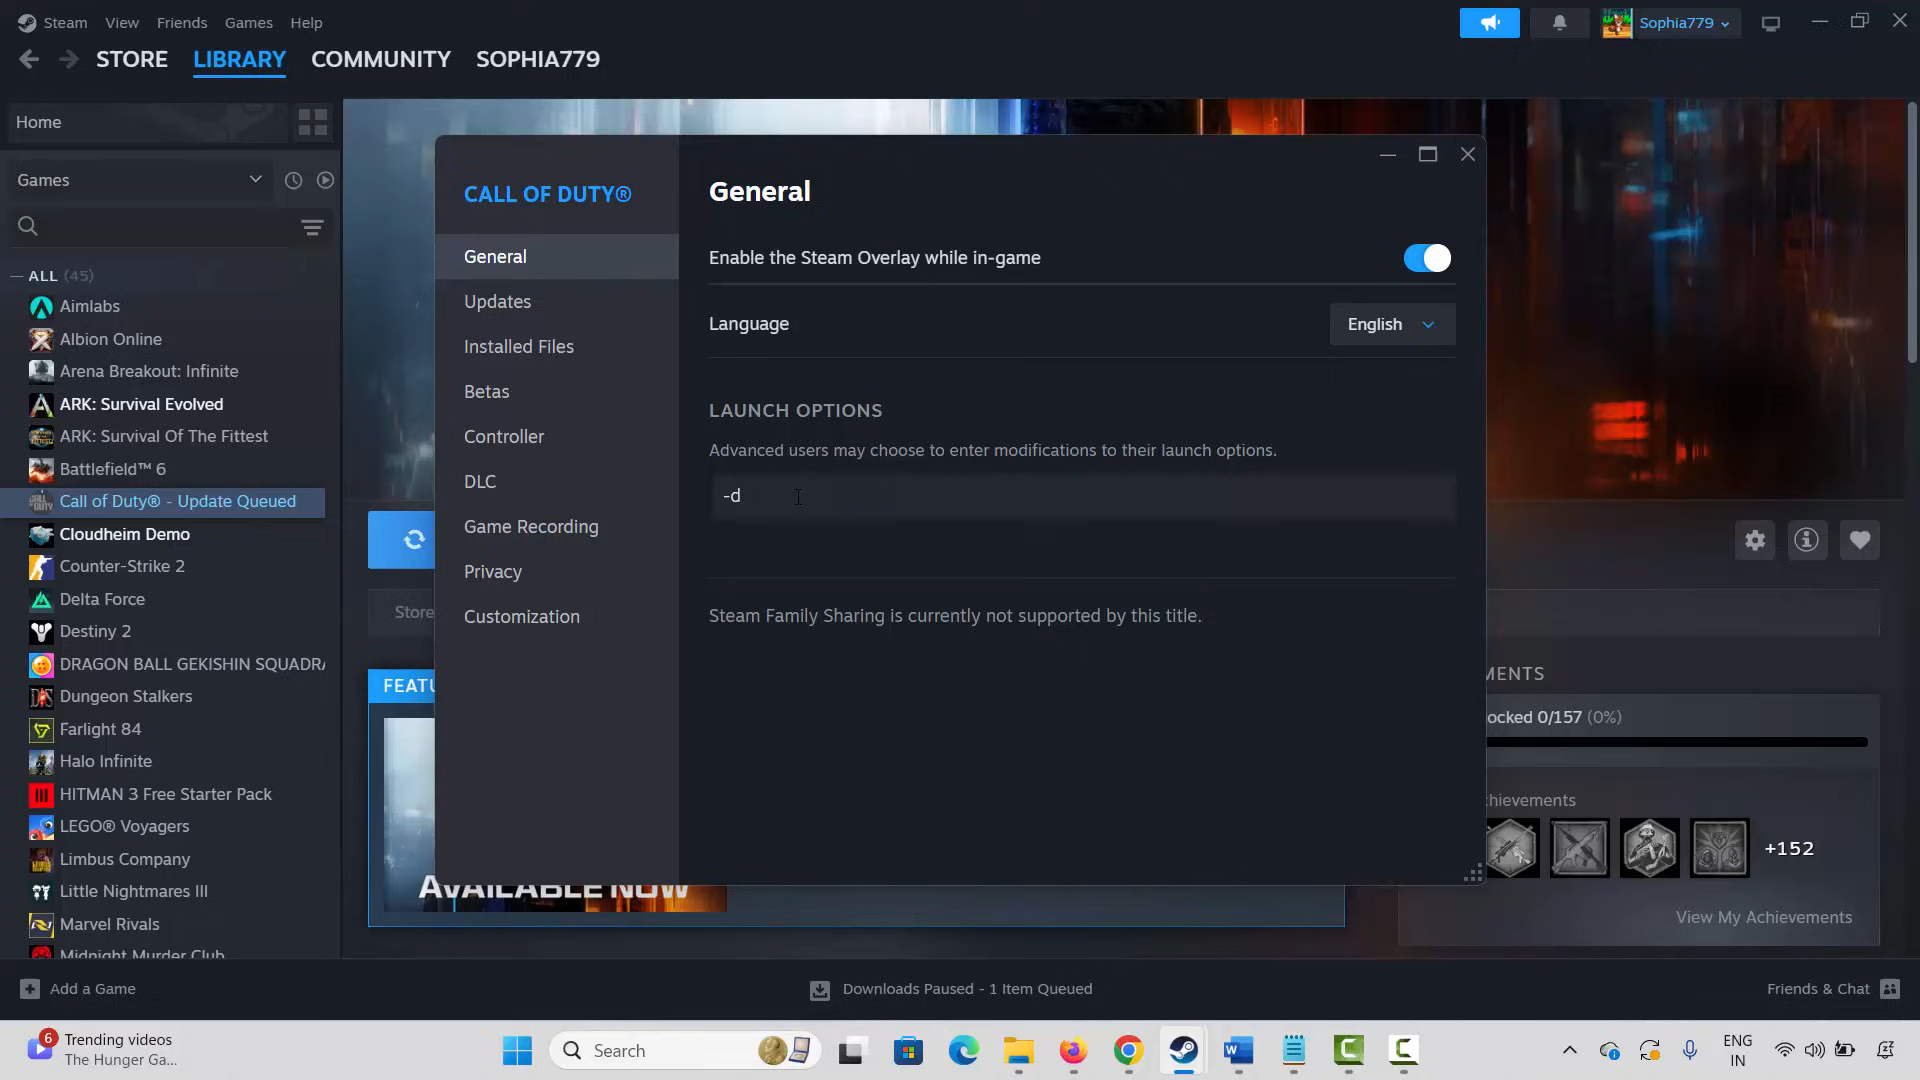 Steam View Friends Games Help
Sophia779
STORE LIBRARY COMMUNITY SOPHIA779
Home
Games
ALL (45)
Aimlabs
Albion Online
Arena Breakout: Infinite
ARK: Survival Evolved
ARK: Survival Of The Fittest
Battlefield™ 6
Call of Duty® - Update Queued
Cloudheim Demo
Counter-Strike 2
Delta Force
Destiny 2
DRAGON BALL GEKISHIN SQUADRA
Dungeon Stalkers
Farlight 84
Halo Infinite
HITMAN 3 Free Starter Pack
LEGO® Voyagers
Limbus Company
Little Nightmares III
Marvel Rivals
Midnight Murder Club
CALL OF DUTY®
General
Updates
Installed Files
Betas
Controller
DLC
Game Recording
Privacy
Customization
General
Enable the Steam Overlay while in-game
Language English
LAUNCH OPTIONS
Advanced users may choose to enter modifications to their launch options.
-d
Steam Family Sharing is currently not supported by this title.
Store
FEATU
AVAILABLE NOW
MENTS
ocked 0/157 (0%)
chievements
+152
View My Achievements
Add a Game
Downloads Paused - 1 Item Queued
Friends & Chat
6
Trending videos
The Hunger Ga...
Search
ENG
IN